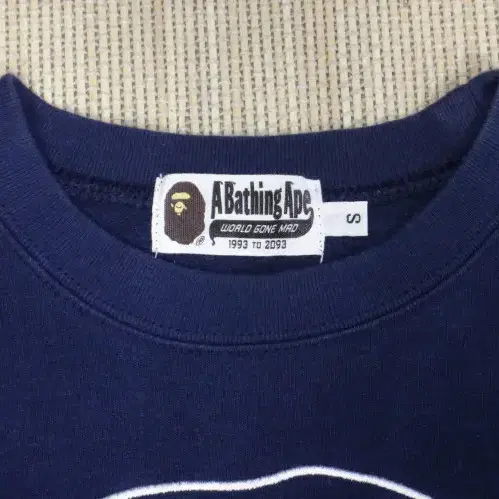 A Bathing Ape
WORLD GONE MAD
1993 TO 2093
®
S